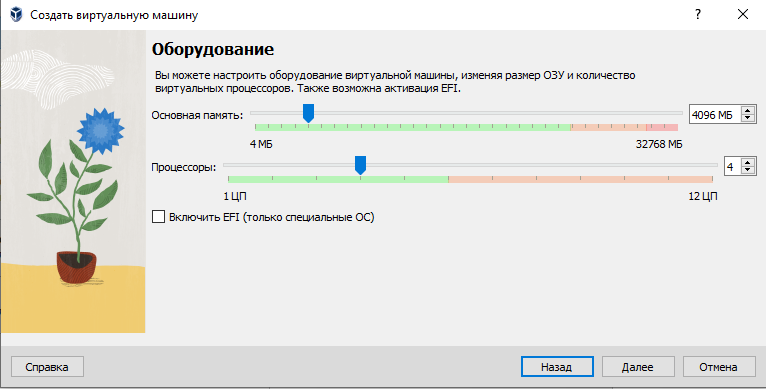 Создать виртуальную машину
?
Оборудование
Вы можете настроить оборудование виртуальной машины, изменяя размер ОЗУ и количество
виртуальных процессоров. Также возможна активация EFI.
Основная память:
4096 МБ
4 МБ
32768 МБ
Процессоры:
4
1 ЦП
12 ЦП
Включить EFI (только специальные ОС)
Справка
Назад
Далее
Отмена